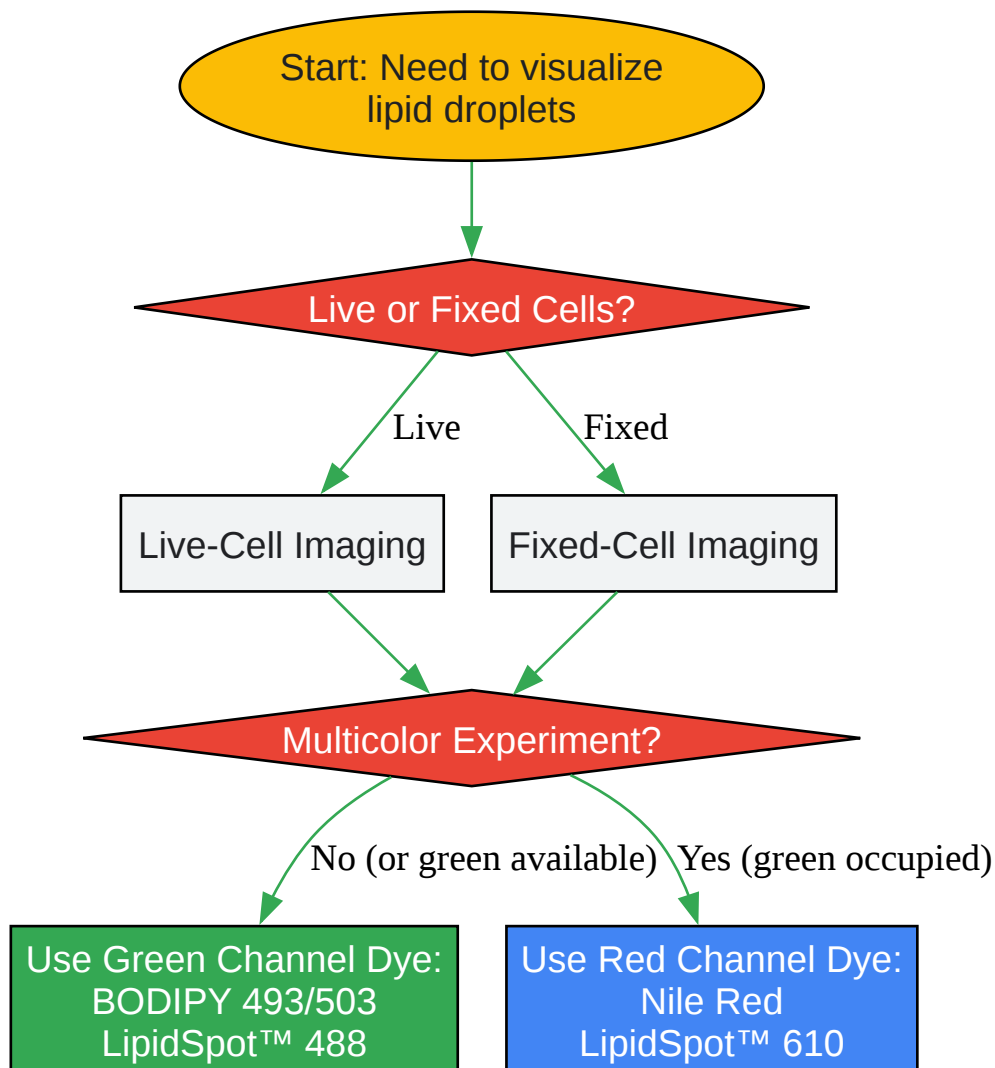 Start: Need to visualize
lipid droplets
Live or Fixed Cells?
Live
Fixed
Live-Cell Imaging
Fixed-Cell Imaging
Multicolor Experiment?
No (or green available)
Yes (green occupied)
Use Green Channel Dye:
BODIPY 493/503
LipidSpot™ 488
Use Red Channel Dye:
Nile Red
LipidSpot™ 610